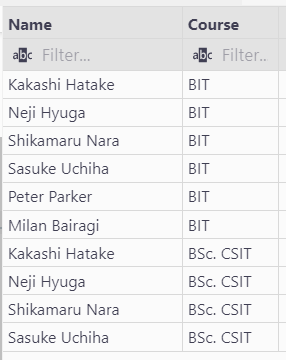 Name Course
abc Filter... abc Filter..
Kakashi Hatake BIT
Neji Hyuga BIT
Shikamaru Nara BIT
Sasuke Uchiha BIT
Peter Parker BIT
Milan Bairagi BIT
Kakashi Hatake BSc. CSIT
Neji Hyuga BSc. CSIT
Shikamaru Nara BSc. CSIT
Sasuke Uchiha BSc. CSIT